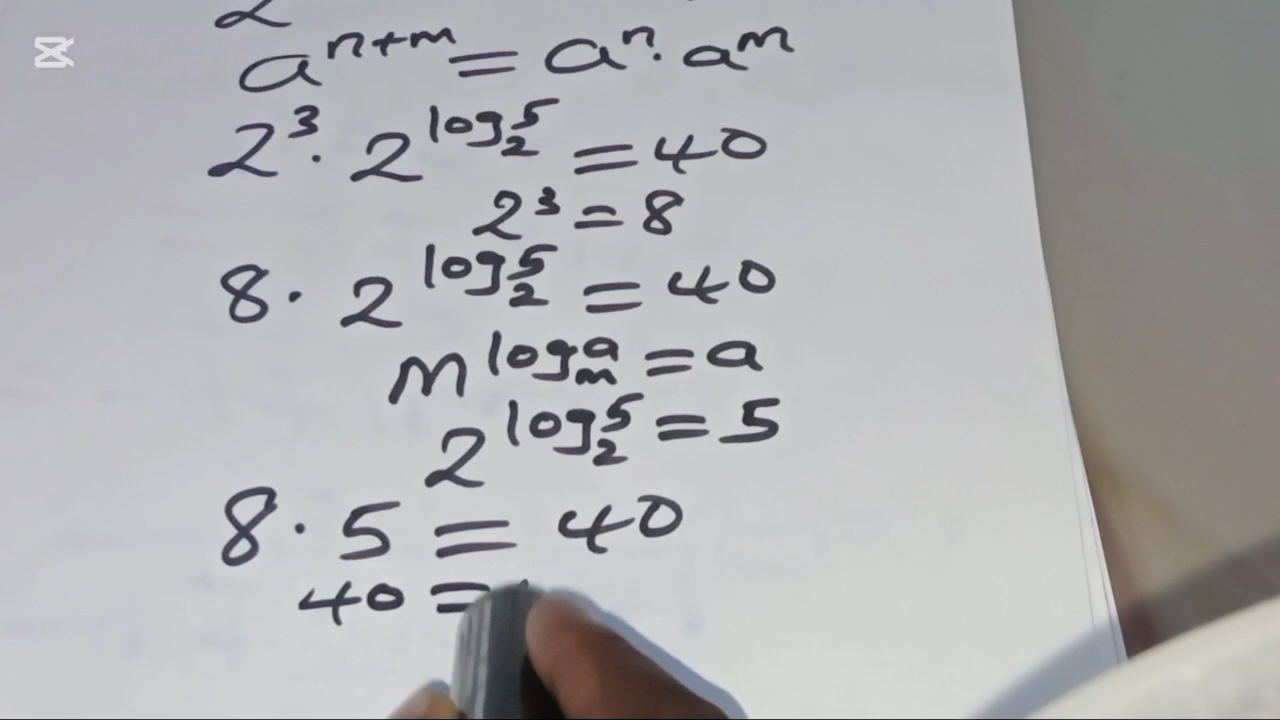 2
a^{n+m} = a^n · a^m
2^3 · 2^{log_2 5} = 40
2^3 = 8
8 · 2^{log_2 5} = 40
m^{log_m a} = a
2^{log_2 5} = 5
8 · 5 = 40
40 =